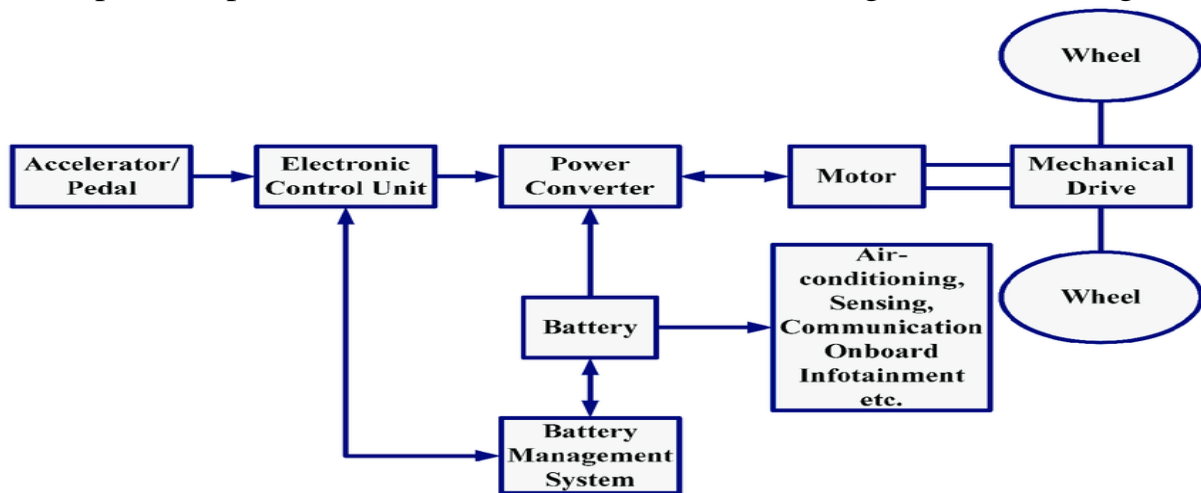 Wheel
Accelerator/
Pedal
Electronic
Control Unit
Power
Converter
Motor
Mechanical
Drive
Air-
conditioning,
Sensing,
Communication
Onboard
Infotainment
etc.
Wheel
Battery
Battery
Management
System